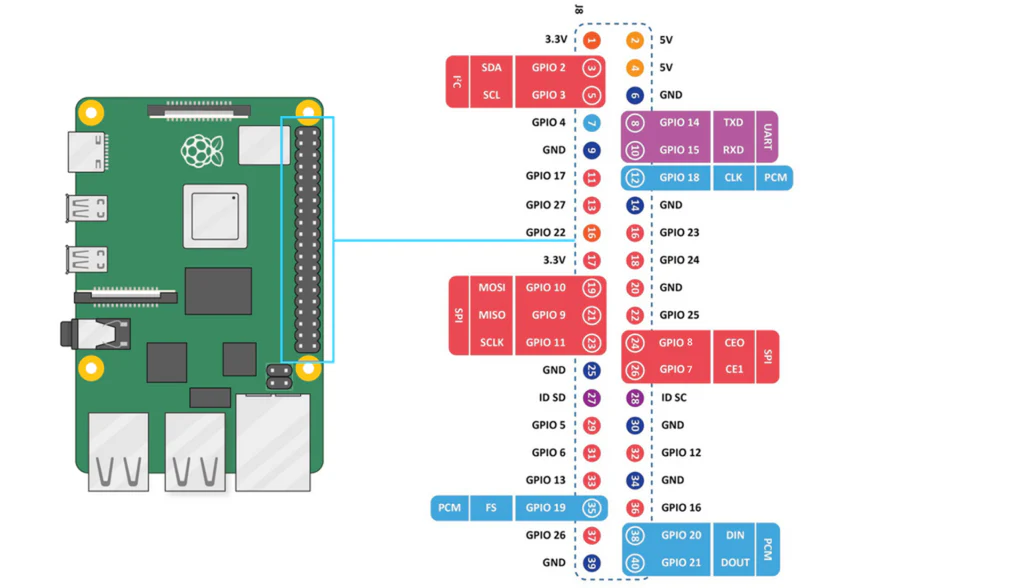 J8
3.3V 1 2 5V
I²C SDA GPIO 2 3 4 5V
SCL GPIO 3 5 6 GND
GPIO 4 7 8 GPIO 14 TXD UART
GND 9 10 GPIO 15 RXD
GPIO 17 11 12 GPIO 18 CLK PCM
GPIO 27 13 14 GND
GPIO 22 16 16 GPIO 23
3.3V 17 18 GPIO 24
SPI MOSI GPIO 10 19 20 GND
MISO GPIO 9 21 22 GPIO 25
SCLK GPIO 11 23 24 GPIO 8 CEO SPI
GND 25 26 GPIO 7 CE1
ID SD 27 28 ID SC
GPIO 5 29 30 GND
GPIO 6 31 32 GPIO 12
GPIO 13 33 34 GND
PCM FS GPIO 19 35 36 GPIO 16
GPIO 26 37 38 GPIO 20 DIN PCM
GND 39 40 GPIO 21 DOUT